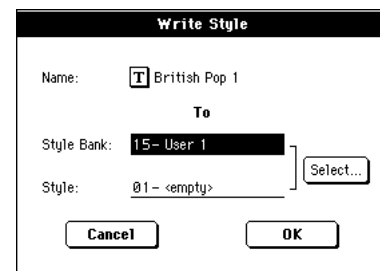 Write Style
Name: T British Pop 1
To
Style Bank: 15- User 1
Select...
Style: 01- <empty>
Cancel OK